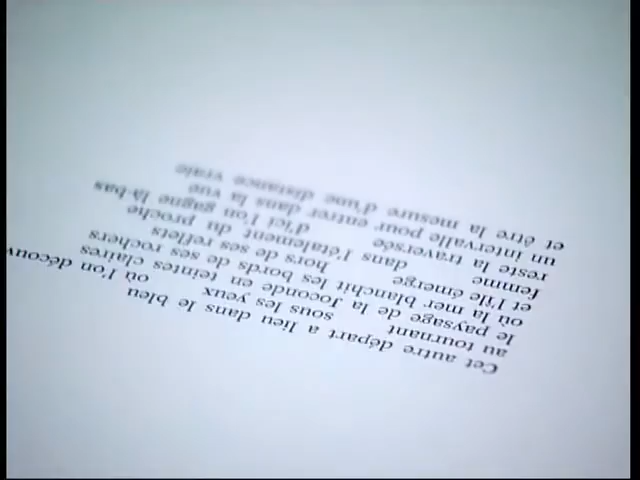 Cet autre départ a lieu dans le bleu
au tournant sous les yeux où l'on découv
le paysage de la Joconde en teintes claires
où la mer blanchit les bords de ses rochers
et l'île émerge hors de ses reflets
femme dans l'étalement du proche
reste la traversée d'ici l'on gagne là-bas
un intervalle pour entrer dans la vue
et être la mesure d'une distance vraie